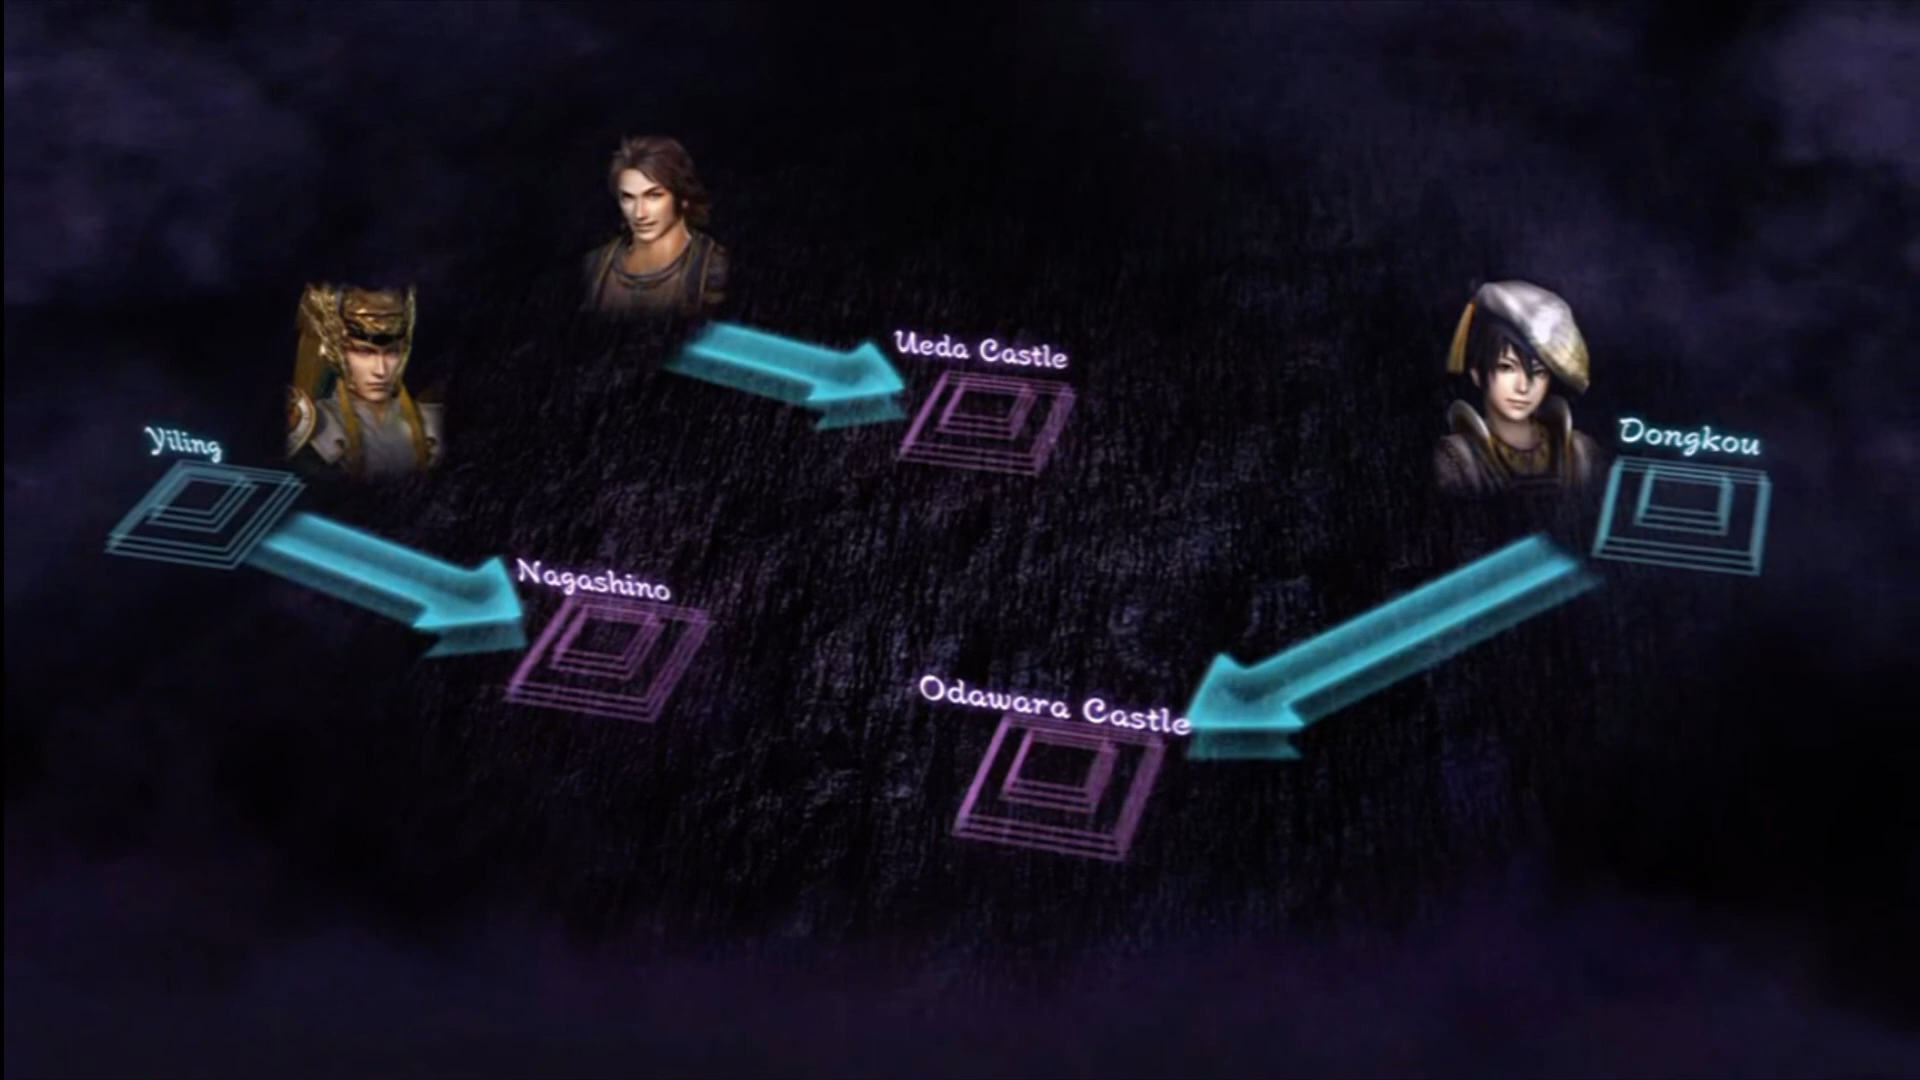 Ueda Castle
Yiling
Dongkou
Nagashino
Odawara Castle